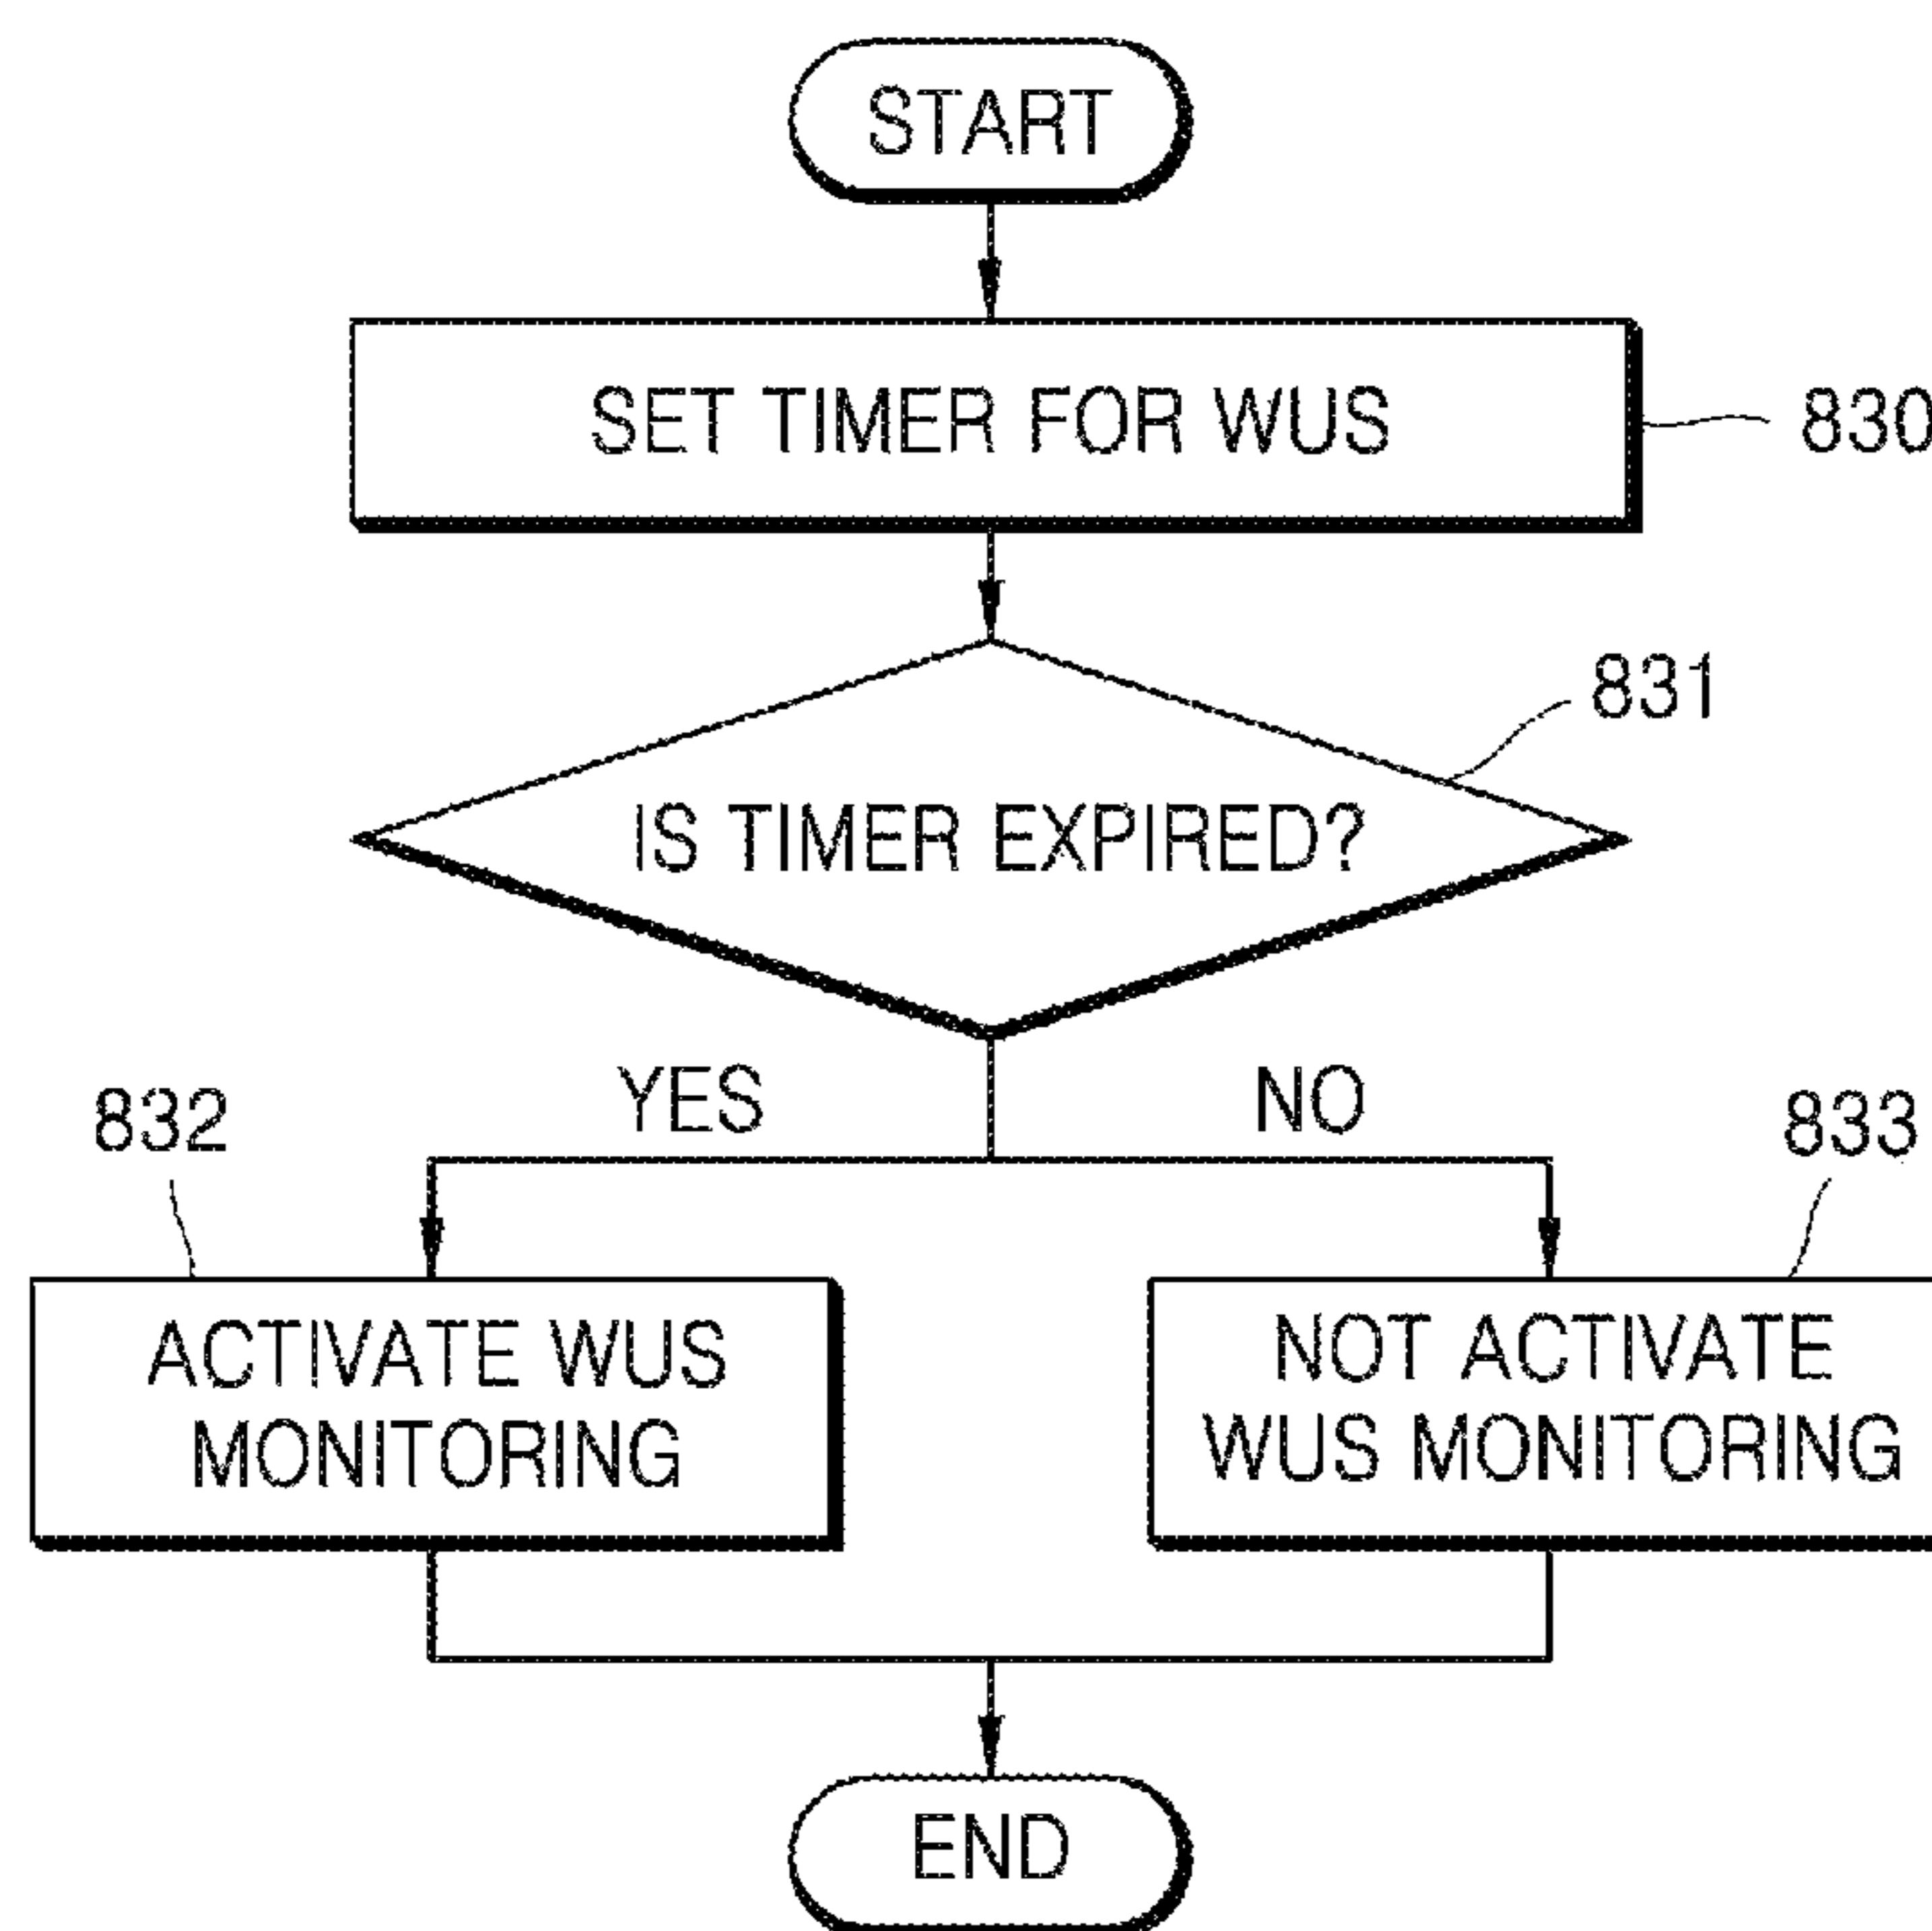 START
SET TIMER FOR WUS
830
831
IS TIMER EXPIRED?
YES
NO
832
833
ACTIVATE WUS
MONITORING
NOT ACTIVATE
WUS MONITORING
END